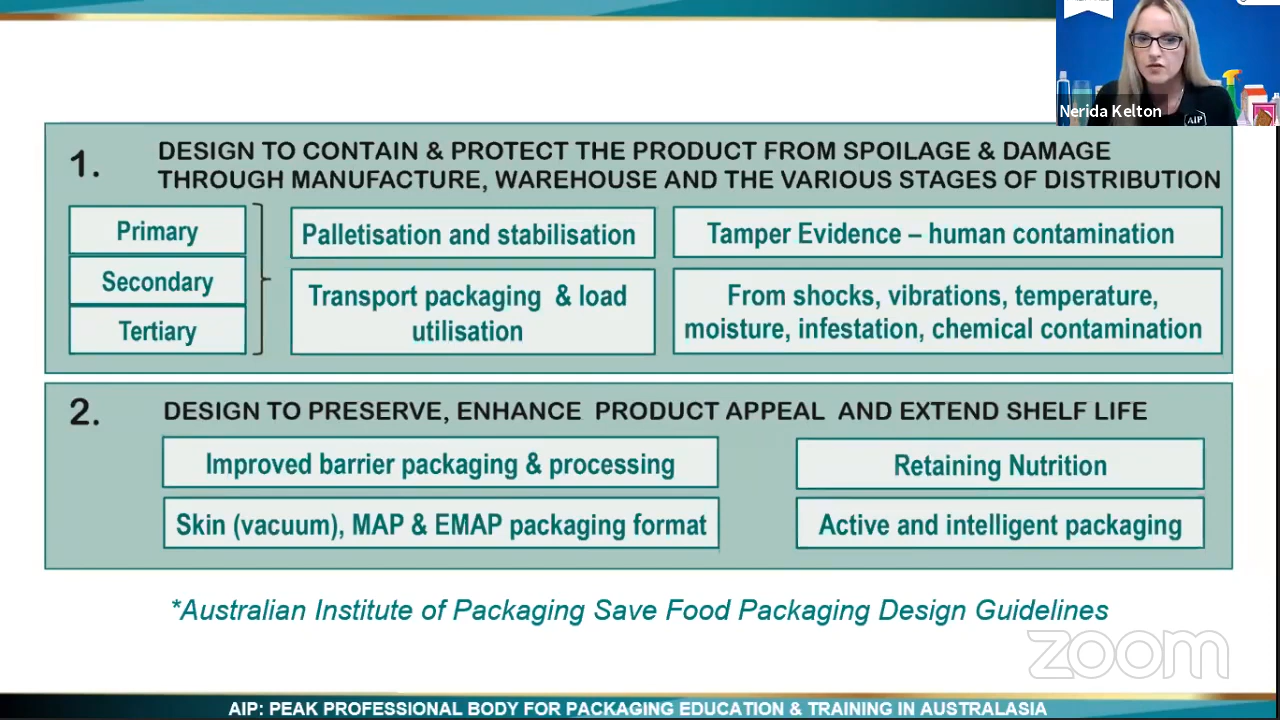 Nerida Kelton
AIP
1.
DESIGN TO CONTAIN & PROTECT THE PRODUCT FROM SPOILAGE & DAMAGE
THROUGH MANUFACTURE, WAREHOUSE AND THE VARIOUS STAGES OF DISTRIBUTION
Primary
Secondary
Tertiary
Palletisation and stabilisation
Transport packaging & load
utilisation
Tamper Evidence – human contamination
From shocks, vibrations, temperature,
moisture, infestation, chemical contamination
2.
DESIGN TO PRESERVE, ENHANCE PRODUCT APPEAL AND EXTEND SHELF LIFE
Improved barrier packaging & processing
Skin (vacuum), MAP & EMAP packaging format
Retaining Nutrition
Active and intelligent packaging
*Australian Institute of Packaging Save Food Packaging Design Guidelines
zoom
AIP: PEAK PROFESSIONAL BODY FOR PACKAGING EDUCATION & TRAINING IN AUSTRALASIA